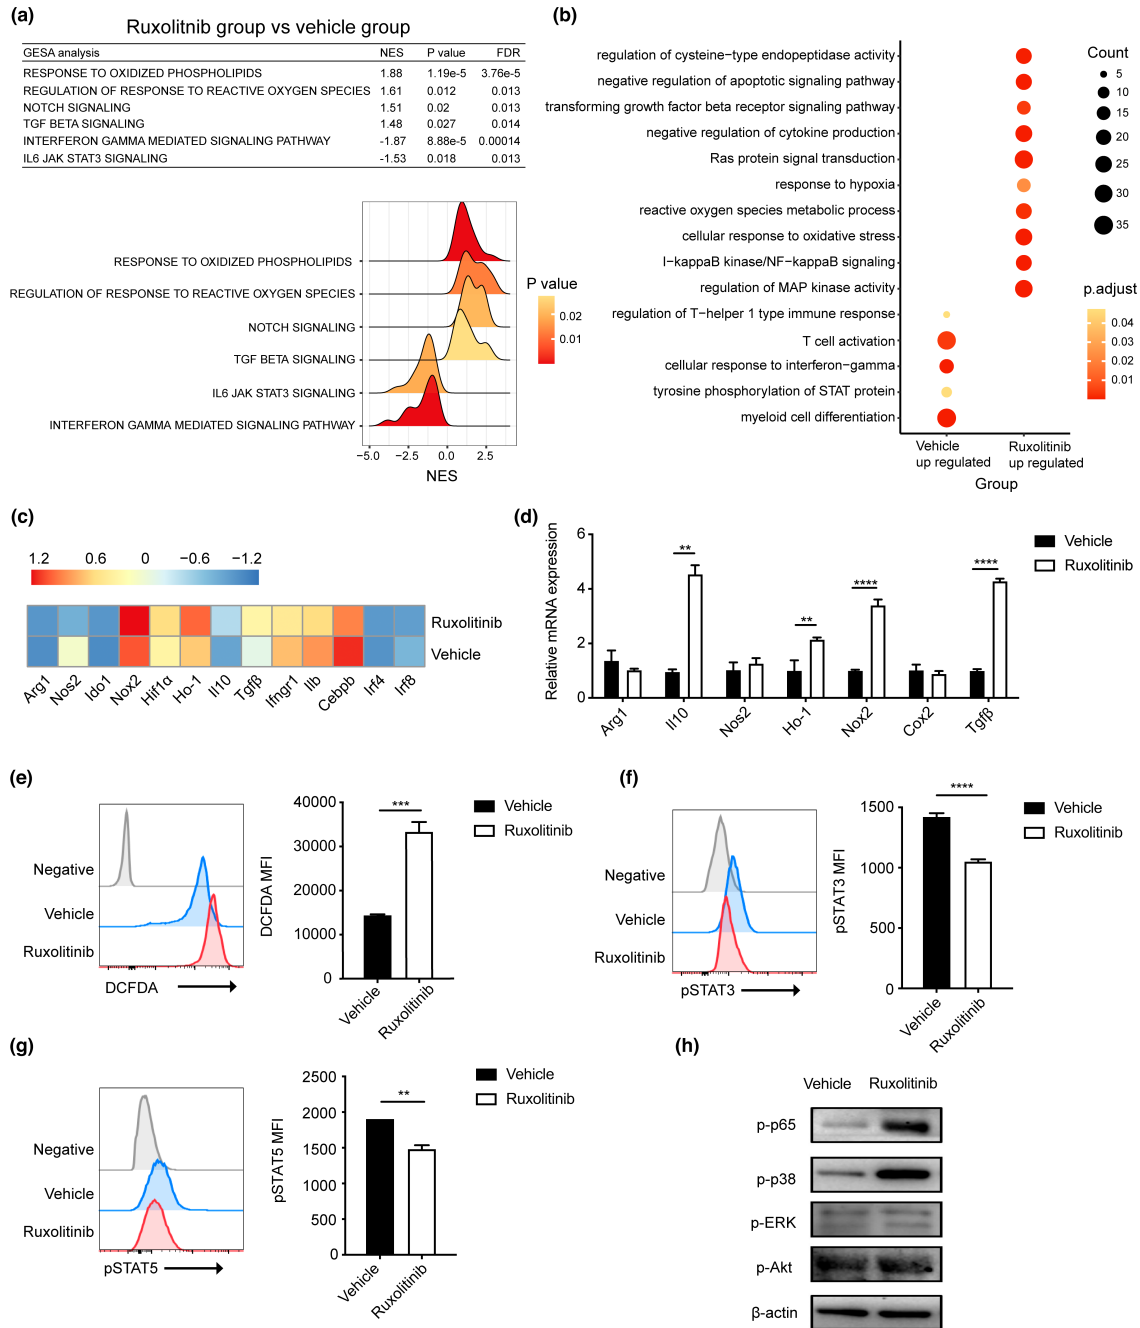 (a)
Ruxolitnib group vs vehicle group
GESA analysis NES P value FDR
RESPONSE TO OXIDIZED PHOSPHOLIPIDS 1.88 1.19e-5 3.76e-5
REGULATION OF RESPONSE TO REACTIVE OXYGEN SPECIES 1.61 0.012 0.013
NOTCH SIGNALING 1.51 0.02 0.013
TGF BETA SIGNALING 1.48 0.027 0.014
INTERFERON GAMMA MEDIATED SIGNALING PATHWAY -1.87 8.88e-5 0.00014
IL6 JAK STAT3 SIGNALING -1.53 0.018 0.013
RESPONSE TO OXIDIZED PHOSPHOLIPIDS
REGULATION OF RESPONSE TO REACTIVE OXYGEN SPECIES
NOTCH SIGNALING
TGF BETA SIGNALING
IL6 JAK STAT3 SIGNALING
INTERFERON GAMMA MEDIATED SIGNALING PATHWAY
−5.0 −2.5 0.0 2.5
NES
P value
0.02
0.01
(b)
regulation of cysteine−type endopeptidase activity
negative regulation of apoptotic signaling pathway
transforming growth factor beta receptor signaling pathway
negative regulation of cytokine production
Ras protein signal transduction
response to hypoxia
reactive oxygen species metabolic process
cellular response to oxidative stress
I−kappaB kinase/NF−kappaB signaling
regulation of MAP kinase activity
regulation of T−helper 1 type immune response
T cell activation
cellular response to interferon−gamma
tyrosine phosphorylation of STAT protein
myeloid cell differentiation
Vehicle up regulated
Ruxolitinib up regulated
Group
Count
5
10
15
20
25
30
35
p.adjust
0.04
0.03
0.02
0.01
(c)
1.2 0.6 0 −0.6 −1.2
Ruxolitinib
Vehicle
Arg1 Nos2 Ido1 Nox2 Hif1α Ho-1 Il10 Tgfβ Ifngr1 Ilb Cebpb Irf4 Irf8
(d)
Relative mRNA expression
6
4
2
0
** ** **** ****
Arg1 Il10 Nos2 Ho-1 Nox2 Cox2 Tgfβ
Vehicle
Ruxolitinib
(e)
Negative
Vehicle
Ruxolitinib
DCFDA
DCFDA MFI
40000
30000
20000
10000
0
***
Vehicle Ruxolitinib
Vehicle
Ruxolitinib
(f)
Negative
Vehicle
Ruxolitinib
pSTAT3
pSTAT3 MFI
1500
1000
500
0
****
Vehicle Ruxolitinib
Vehicle
Ruxolitinib
(g)
Negative
Vehicle
Ruxolitinib
pSTAT5
pSTAT5 MFI
2500
2000
1500
1000
500
0
**
Vehicle Ruxolitinib
Vehicle
Ruxolitinib
(h)
Vehicle Ruxolitinib
p-p65
p-p38
p-ERK
p-Akt
β-actin